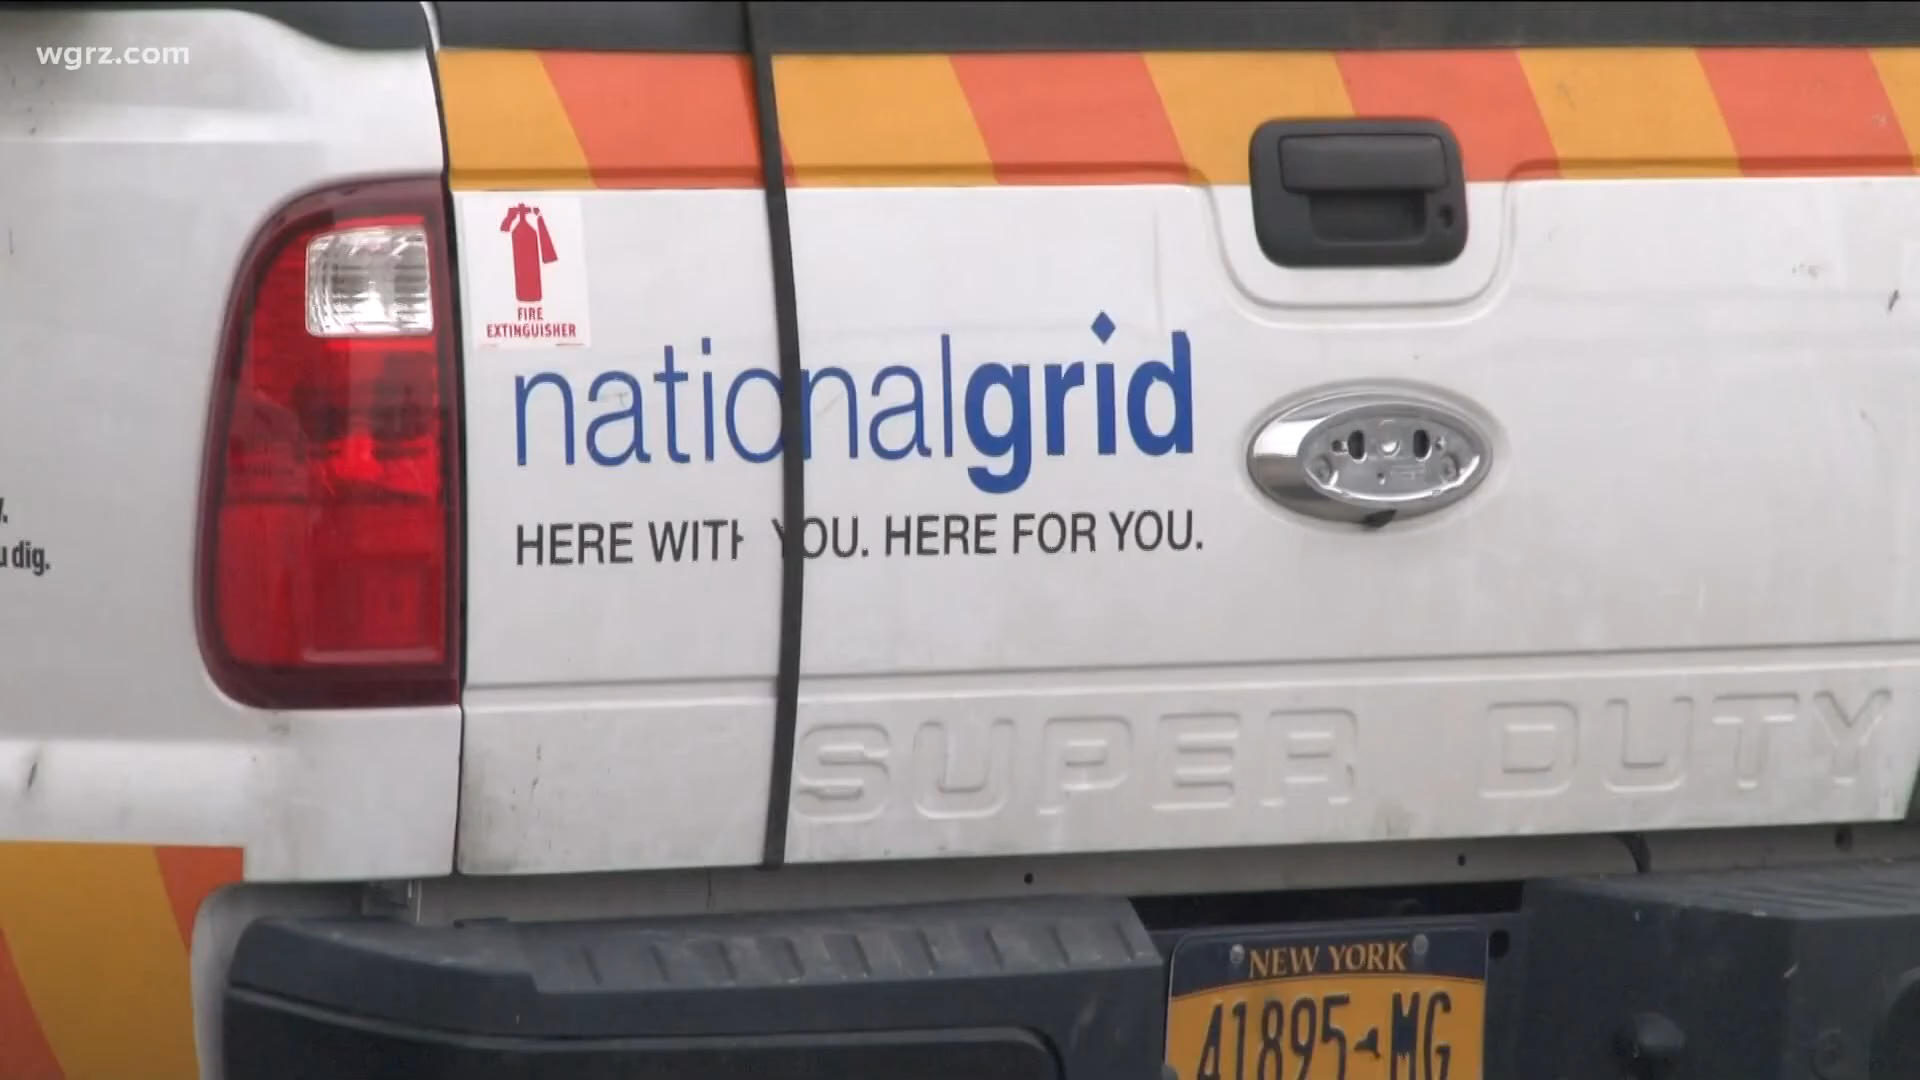 wgrz.com
FIRE
EXTINGUISHER
nationalgrid
HERE WITH YOU. HERE FOR YOU.
dig.
SUPER DUTY
NEW YORK
41895 MG